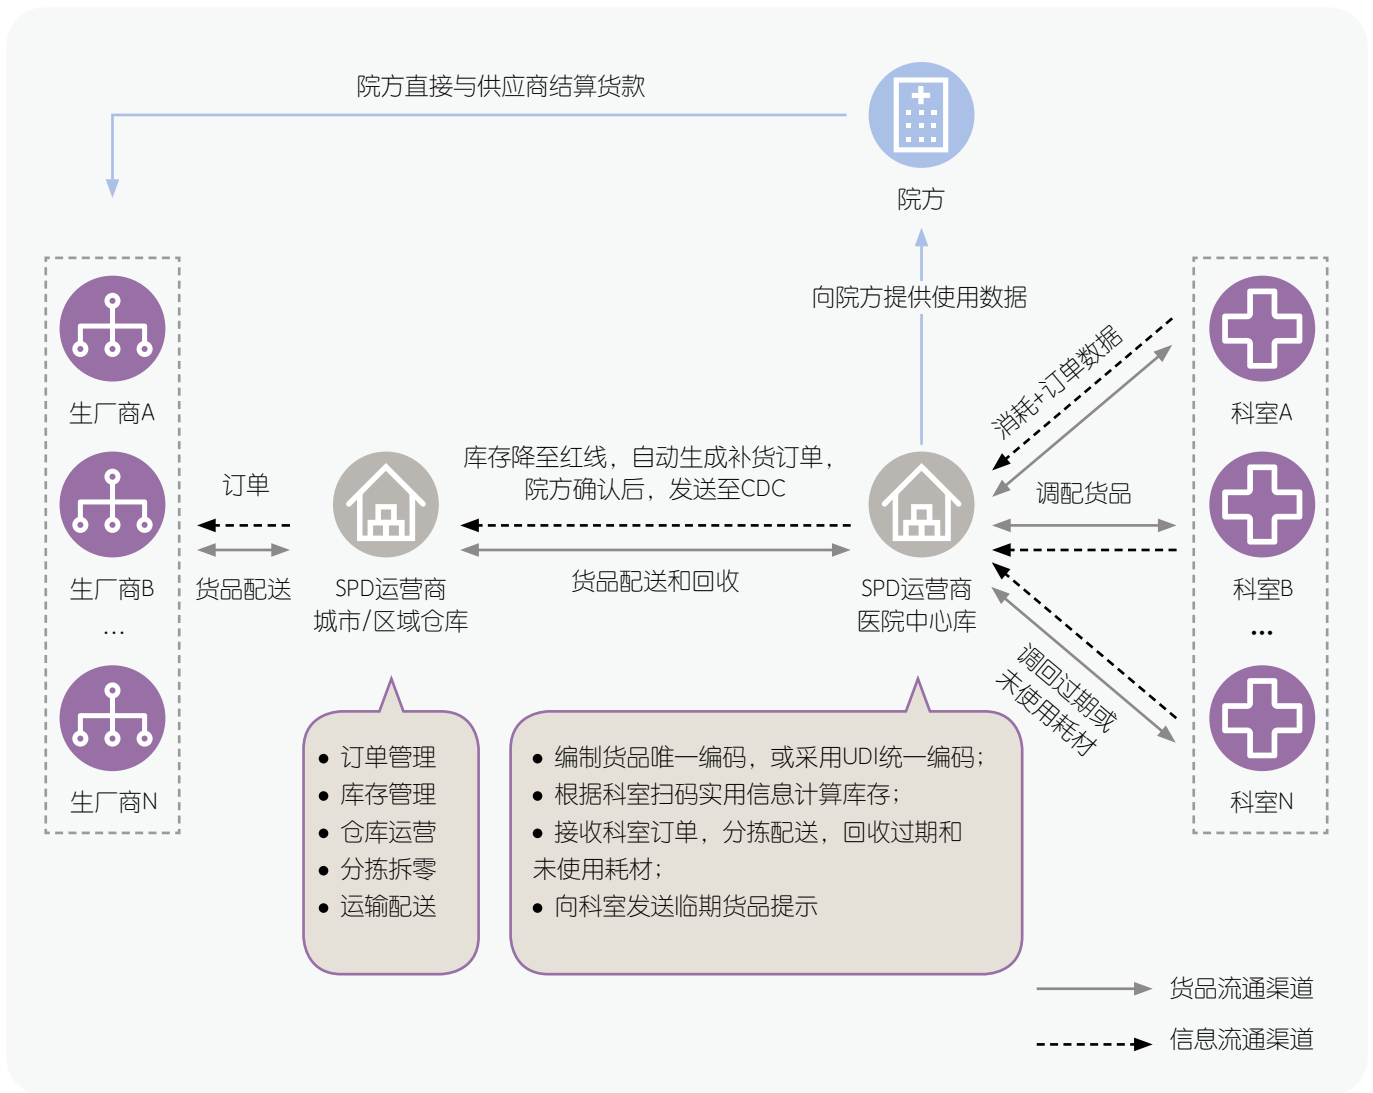 院方直接与供应商结算货款
院方
向院方提供使用数据
生厂商A
生厂商B
...
生厂商N
订单
货品配送
SPD运营商
城市/区域仓库
库存降至红线，自动生成补货订单，
院方确认后，发送至CDC
货品配送和回收
SPD运营商
医院中心库
消耗+订单数据
调配货品
调回过期或
未使用耗材
科室A
科室B
...
科室N
● 订单管理
● 库存管理
● 仓库运营
● 分拣拆零
● 运输配送
● 编制货品唯一编码，或采用UDI统一编码；
● 根据科室扫码实用信息计算库存；
● 接收科室订单，分拣配送，回收过期和
未使用耗材；
● 向科室发送临期货品提示
货品流通渠道
信息流通渠道